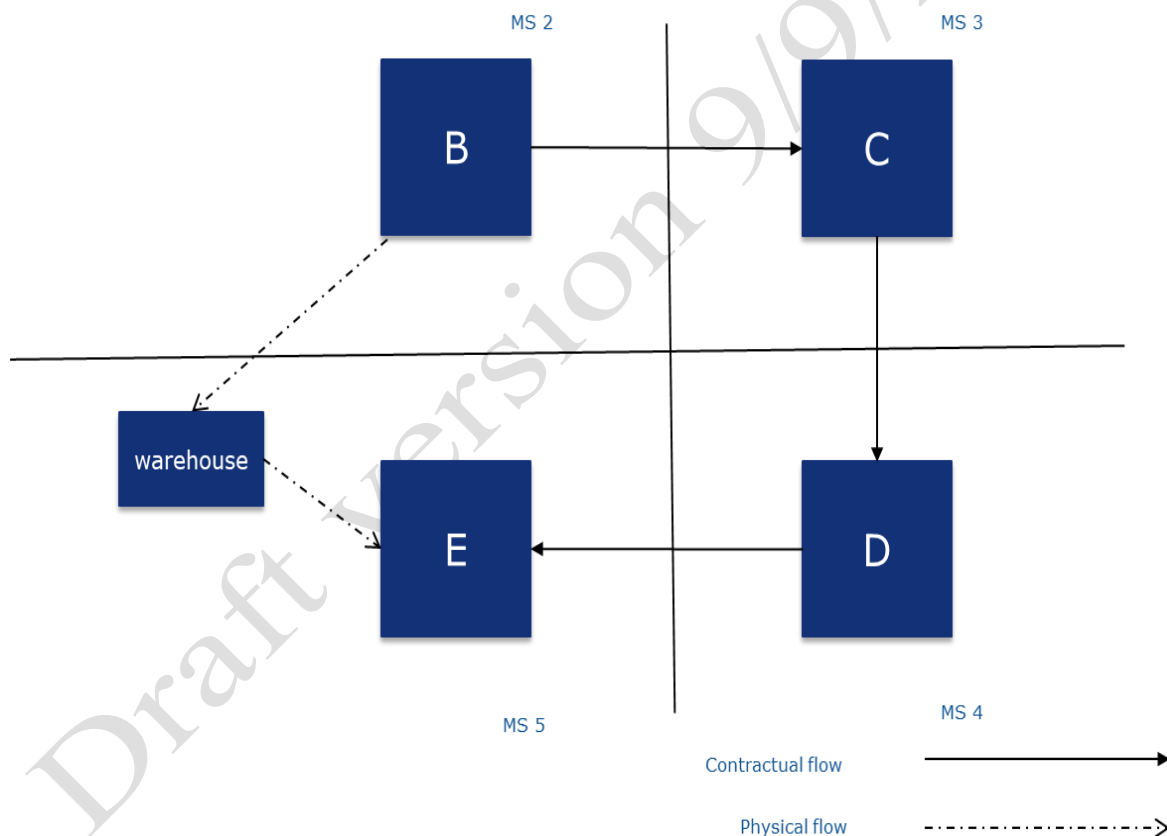 MS 2
MS 3
B
C
warehouse
E
D
MS 5
MS 4
Contractual flow
Physical flow
Draft version 9/9/